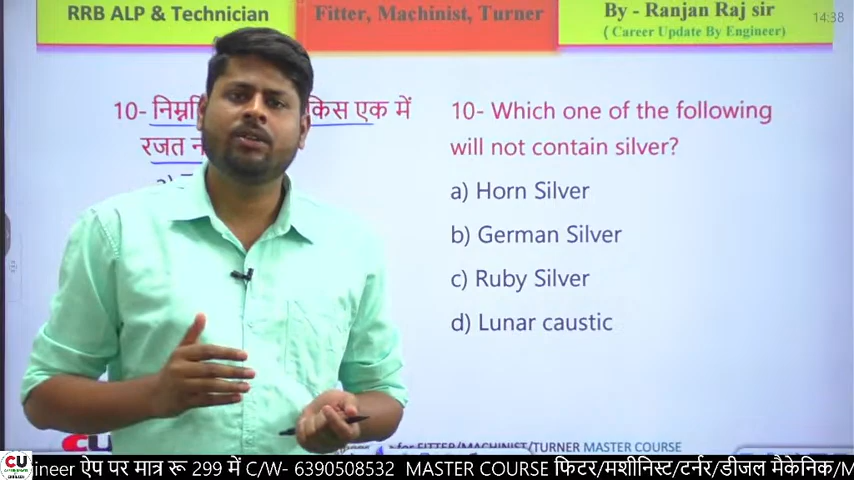 RRB ALP & Technician
Fitter, Machinist, Turner
By - Ranjan Raj sir
( Career Update By Engineer)
14:38
10- किस एक में
रजत
10- Which one of the following
will not contain silver?
a) Horn Silver
b) German Silver
c) Ruby Silver
d) Lunar caustic
CU
for FITTER/MACHINIST/TURNER MASTER COURSE
CU
ऐप पर मात्र रू 299 में C/W- 6390508532 MASTER COURSE फिटर/मशीनिस्ट/टर्नर/डीजल मैकेनिक/